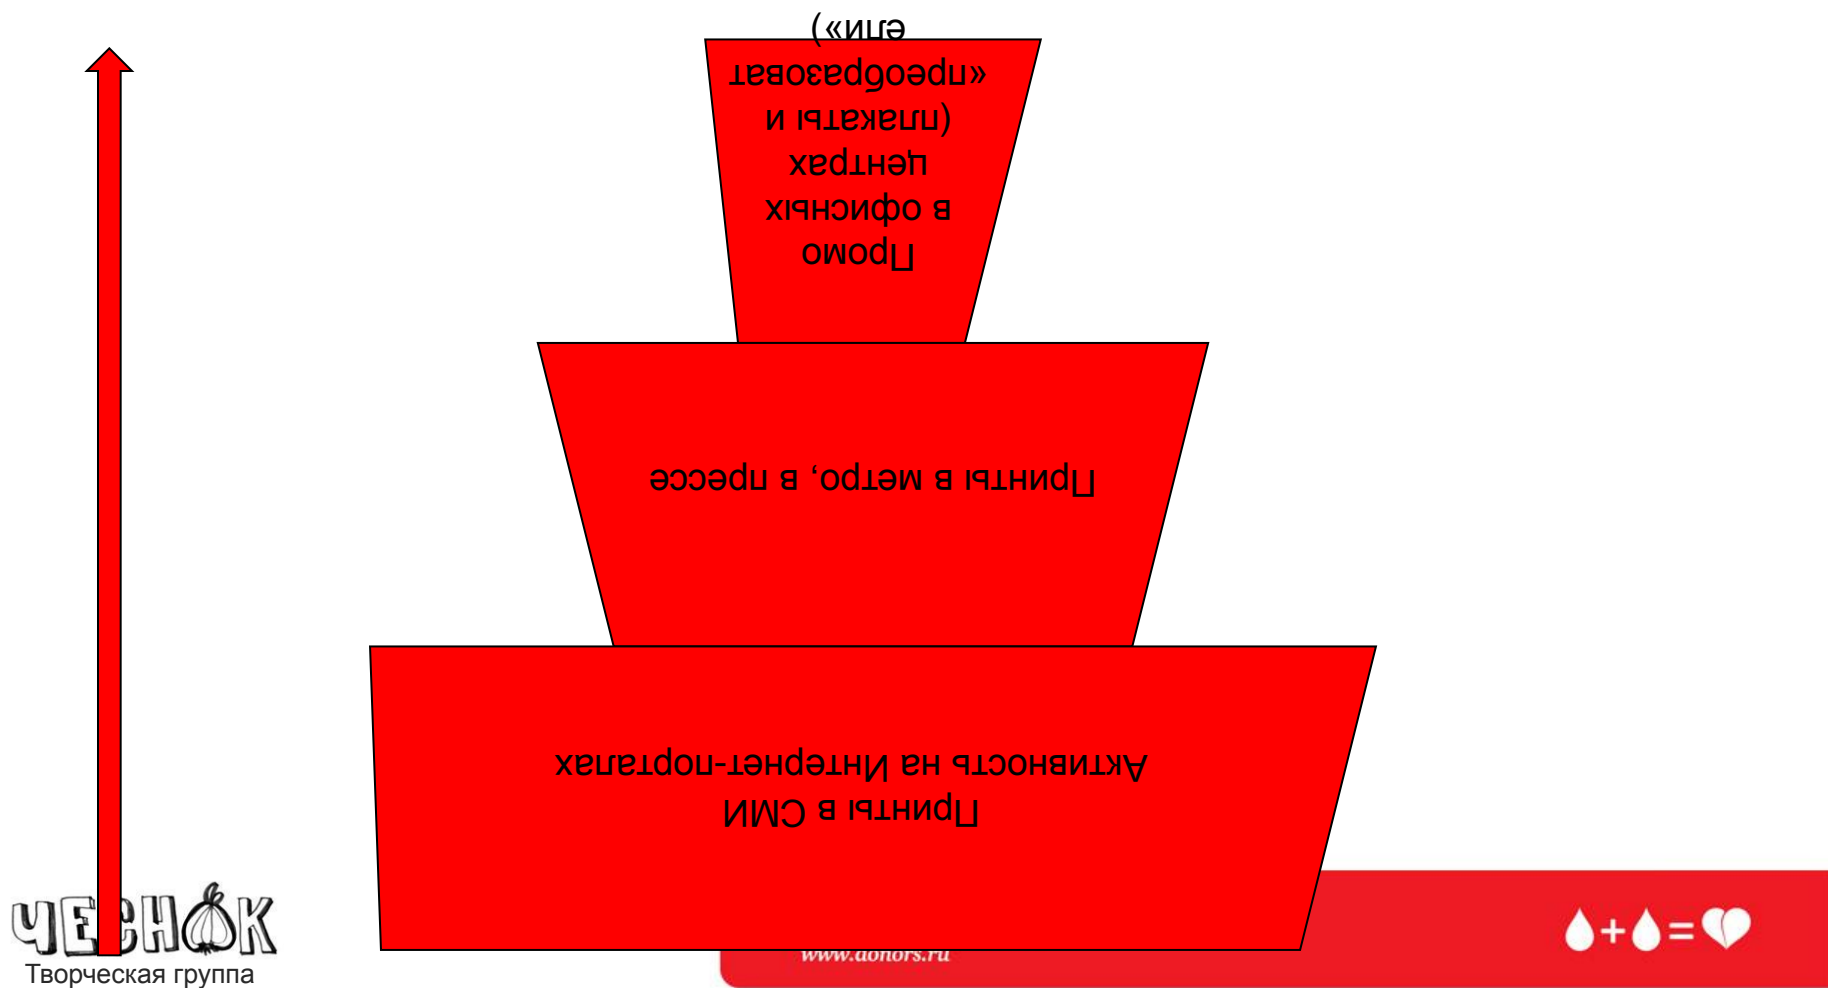 Промо
в офисных
центрах
(плакаты и
«преобразоват
ели»)
Принты в метро, в прессе
Принты в СМИ
Активность на Интернет-порталах
ЧЕСНОК
Творческая группа
www.donors.ru
+ =